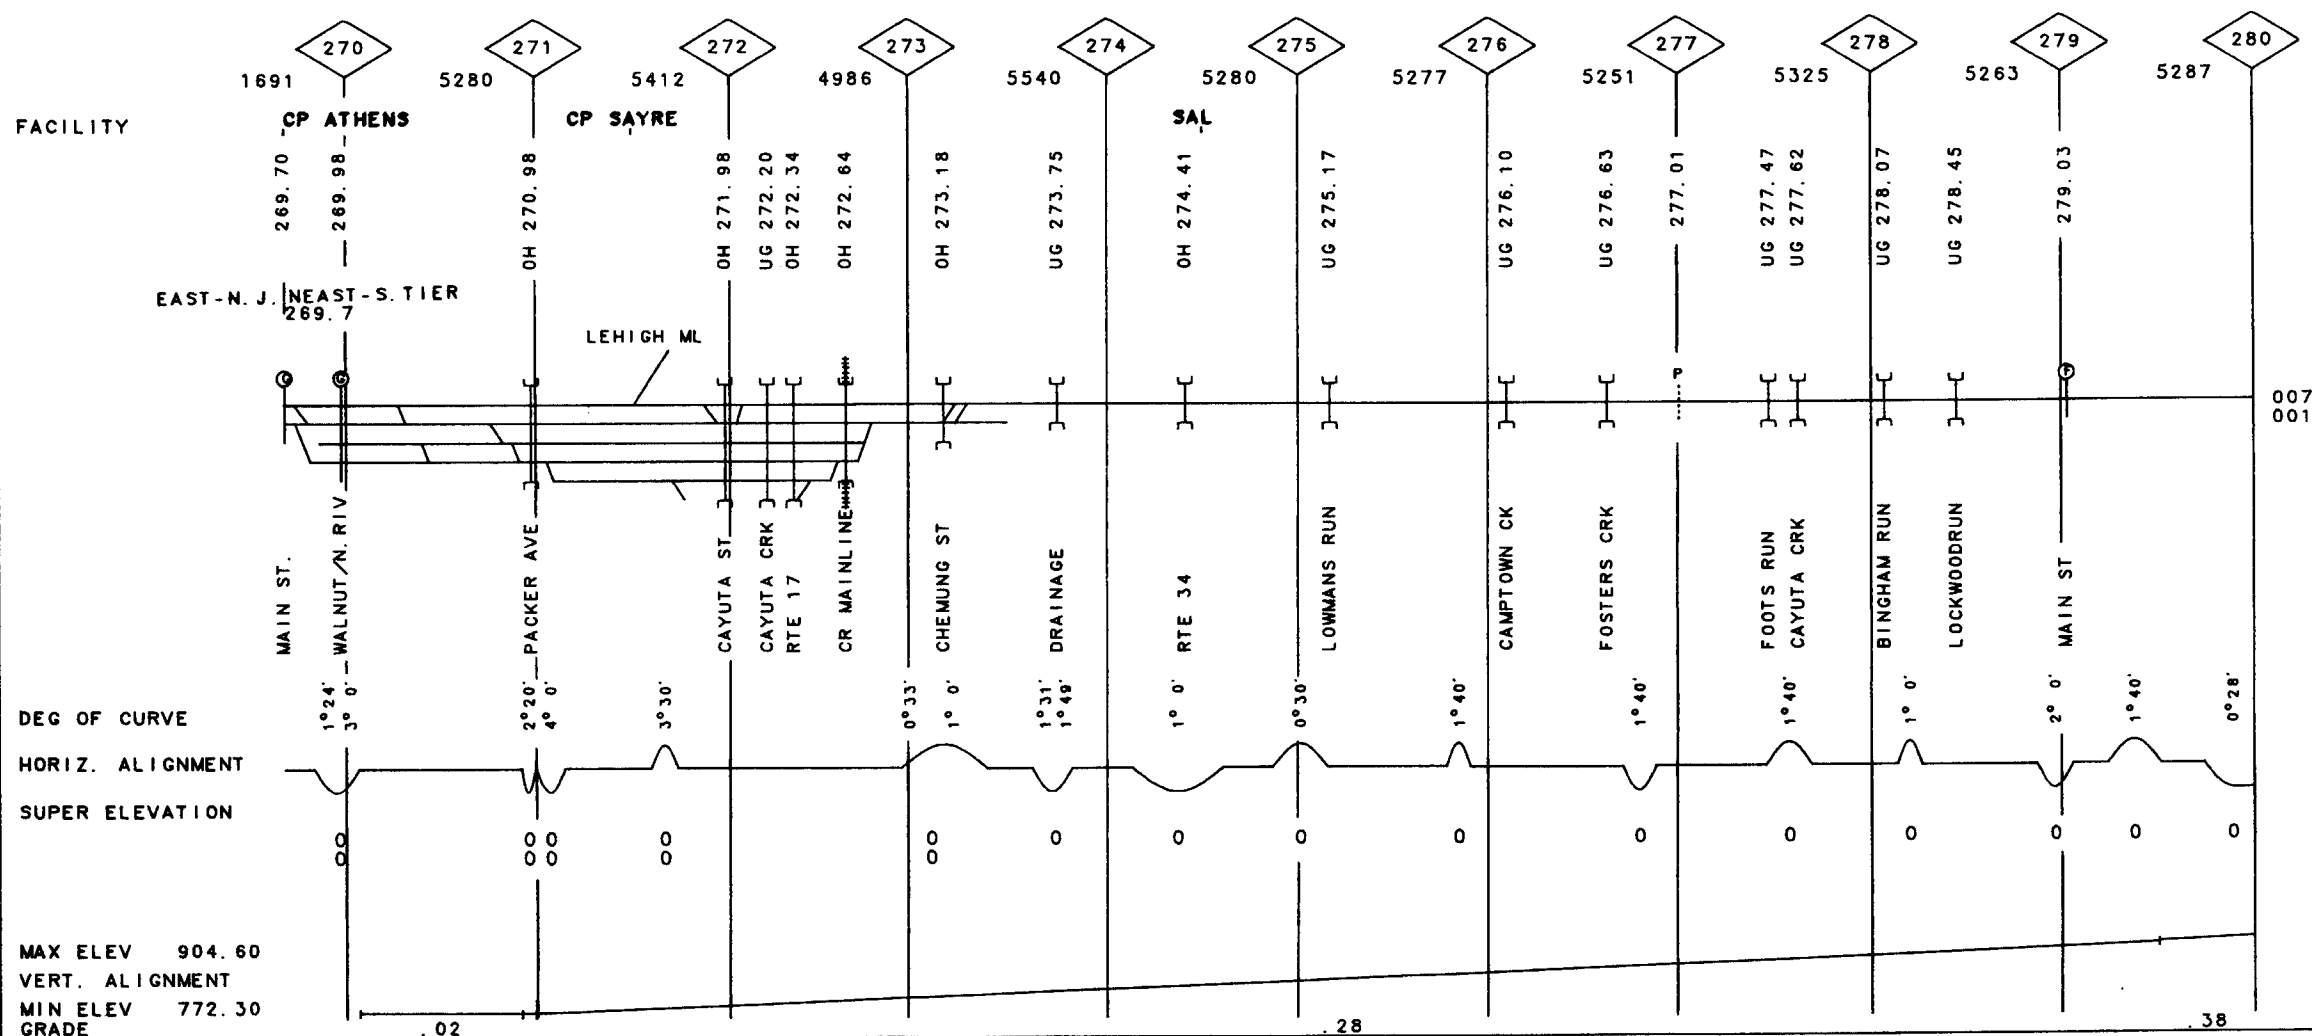 270 271 272 273 274 275 276 277 278 279 280
1691 5280 5412 4986 5540 5280 5277 5251 5325 5263 5287
FACILITY
CP ATHENS CP SAYRE SAL
269.70
269.98
OH 270.98
OH 271.98
UG 272.20
OH 272.34
OH 272.64
OH 273.18
UG 273.75
OH 274.41
UG 275.17
UG 276.10
UG 276.63
277.01
UG 277.47
UG 277.62
UG 278.07
UG 278.45
279.03
EAST-N.J. NEAST-S.TIER
269.7
LEHIGH ML
G G P F
007
001
MAIN ST.
WALNUT/N.RIV
PACKER AVE
CAYUTA ST
CAYUTA CRK
RTE 17
CR MAINLINE
CHEMUNG ST
DRAINAGE
RTE 34
LOWMANS RUN
CAMPTOWN CK
FOSTERS CRK
FOOTS RUN
CAYUTA CRK
BINGHAM RUN
LOCKWOODRUN
MAIN ST
DEG OF CURVE
1°24'
3° 0'
2°20'
4° 0'
3°30'
0°33'
1° 0'
1°31'
1°49'
1° 0'
0°30'
1°40'
1°40'
1°40'
1° 0'
2° 0'
1°40'
0°28'
HORIZ. ALIGNMENT
SUPER ELEVATION
0 0 0 0 0 0 0 0 0 0 0 0 0 0 0
0 0 0 0 0
MAX ELEV 904.60
VERT. ALIGNMENT
MIN ELEV 772.30
GRADE .02 .28 .38